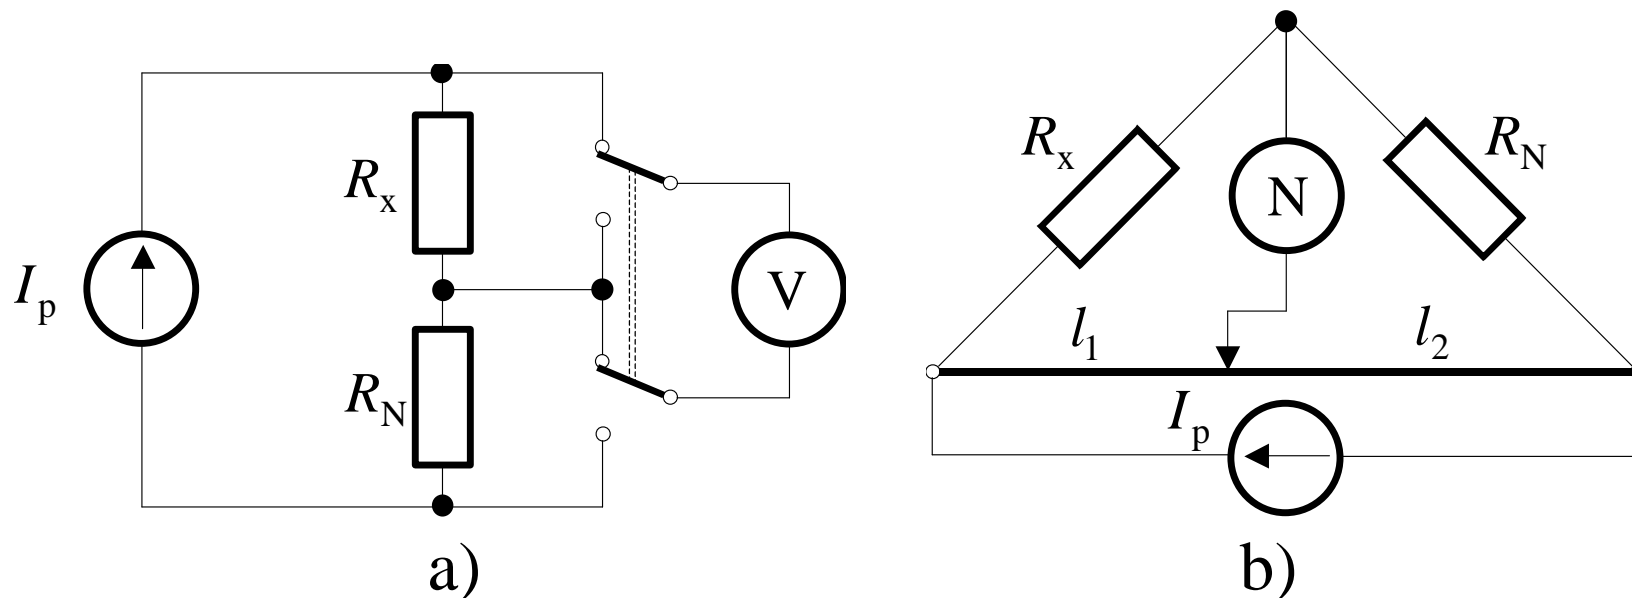 I_p
R_x
R_N
V
a)
R_x
N
R_N
l_1
l_2
I_p
b)